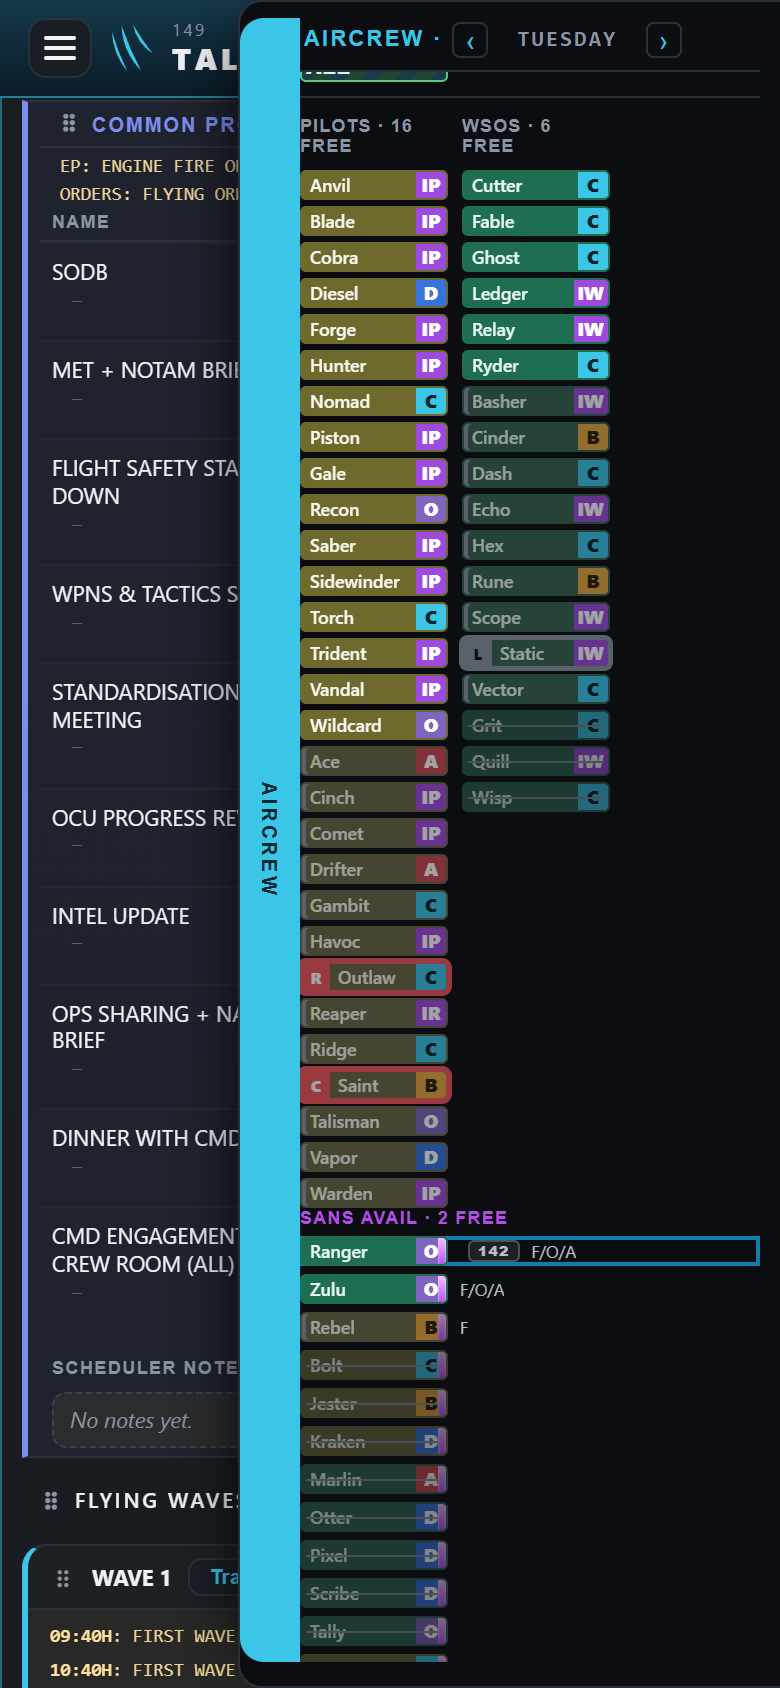 149
TAL
AIRCREW · ‹ TUESDAY ›
COMMON PR
EP: ENGINE FIRE O
ORDERS: FLYING OR
NAME
SODB
—
MET + NOTAM BRIE
—
FLIGHT SAFETY STA
DOWN
—
WPNS & TACTICS S
—
STANDARDISATION
MEETING
—
OCU PROGRESS RE
—
INTEL UPDATE
—
OPS SHARING + NA
BRIEF
—
DINNER WITH CMD
—
CMD ENGAGEMENT
CREW ROOM (ALL)
—
SCHEDULER NOTE
No notes yet.
FLYING WAVES
WAVE 1 Tra
09:40H: FIRST WAVE
10:40H: FIRST WAVE
AIRCREW
ALL
PILOTS · 16
FREE
Anvil IP
Blade IP
Cobra IP
Diesel D
Forge IP
Hunter IP
Nomad C
Piston IP
Gale IP
Recon O
Saber IP
Sidewinder IP
Torch C
Trident IP
Vandal IP
Wildcard O
Ace A
Cinch IP
Comet IP
Drifter A
Gambit C
Havoc IP
R Outlaw C
Reaper IR
Ridge C
C Saint B
Talisman O
Vapor D
Warden IP
WSOS · 6
FREE
Cutter C
Fable C
Ghost C
Ledger IW
Relay IW
Ryder C
Basher IW
Cinder B
Dash C
Echo IW
Hex C
Rune B
Scope IW
L Static IW
Vector C
Grit C
Quill IW
Wisp C
SANS AVAIL · 2 FREE
Ranger O 142 F/O/A
Zulu O F/O/A
Rebel B F
Bolt C
Jester B
Kraken D
Marlin A
Otter D
Pixel D
Scribe D
Tally O